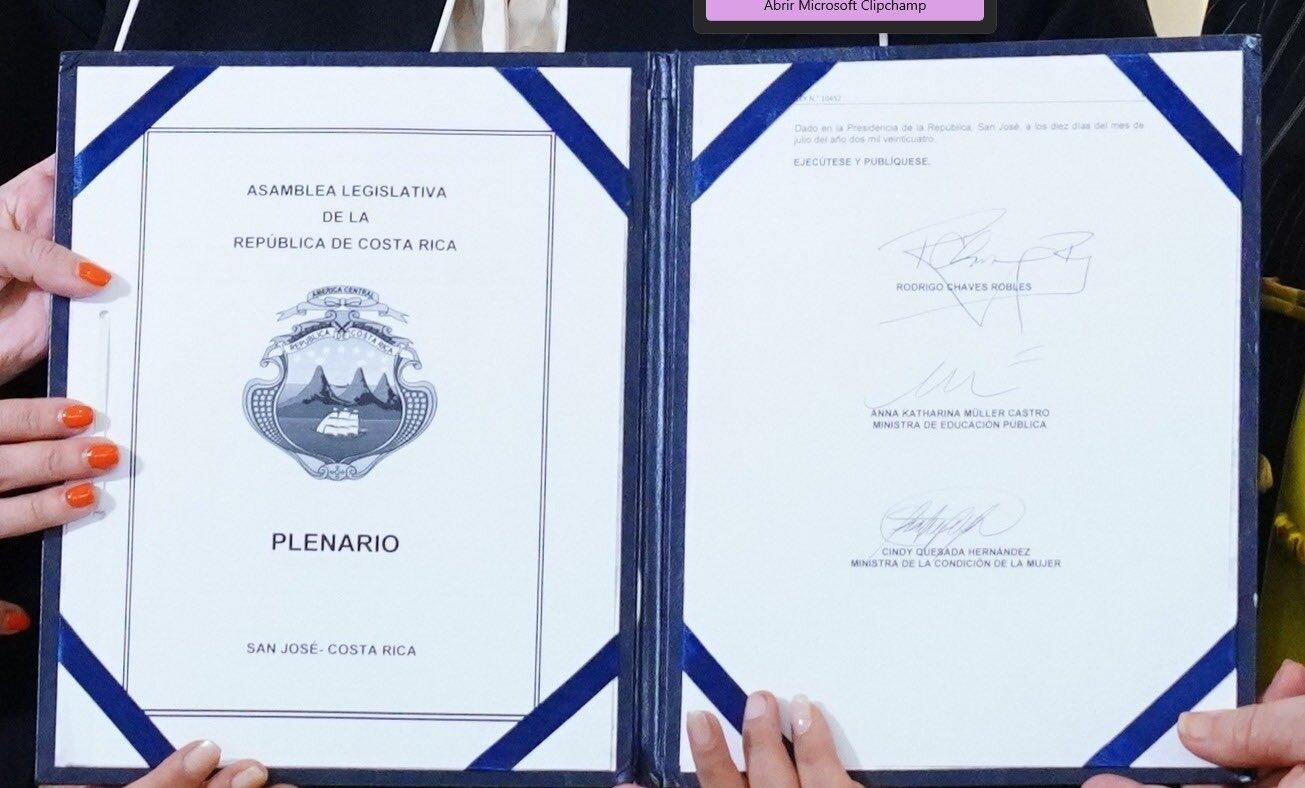 Abrir Microsoft Clipchamp
ASAMBLEA LEGISLATIVA
DE LA
REPÚBLICA DE COSTA RICA
AMERICA CENTRAL
REPUBLICA DE COSTA RICA
PLENARIO
SAN JOSÉ- COSTA RICA
LEY N.° 10452
Dado en la Presidencia de la República, San José, a los diez días del mes de
julio del año dos mil veinticuatro.
EJECÚTESE Y PUBLÍQUESE.
RODRIGO CHAVES ROBLES
ANNA KATHARINA MÜLLER CASTRO
MINISTRA DE EDUCACIÓN PÚBLICA
CINDY QUESADA HERNÁNDEZ
MINISTRA DE LA CONDICIÓN DE LA MUJER